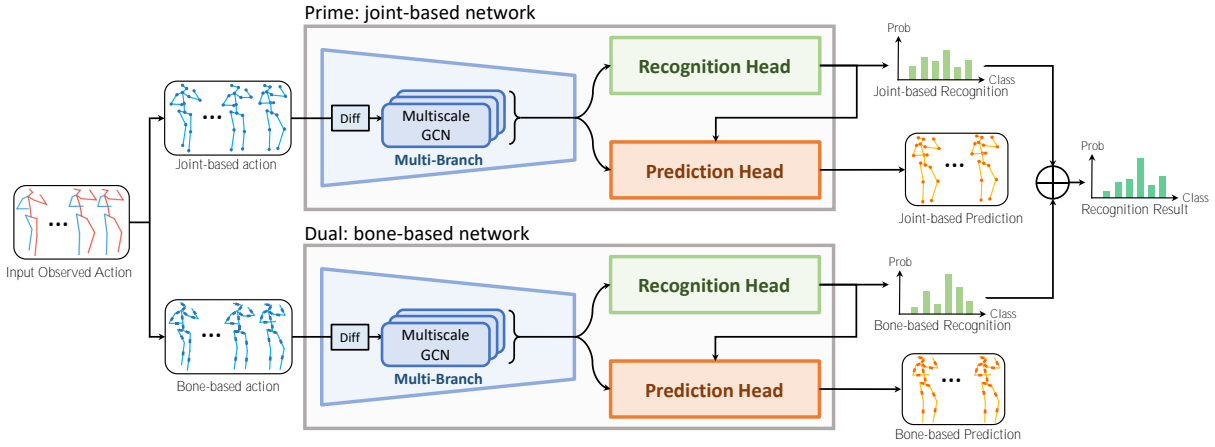 Prime: joint-based network
Diff
Multiscale
GCN
Multi-Branch
Recognition Head
Prediction Head
Prob
Class
Joint-based Recognition
Joint-based action
Joint-based Prediction
Input Observed Action
Prob
Class
Recognition Result
Dual: bone-based network
Diff
Multiscale
GCN
Multi-Branch
Recognition Head
Prediction Head
Prob
Class
Bone-based Recognition
Bone-based action
Bone-based Prediction